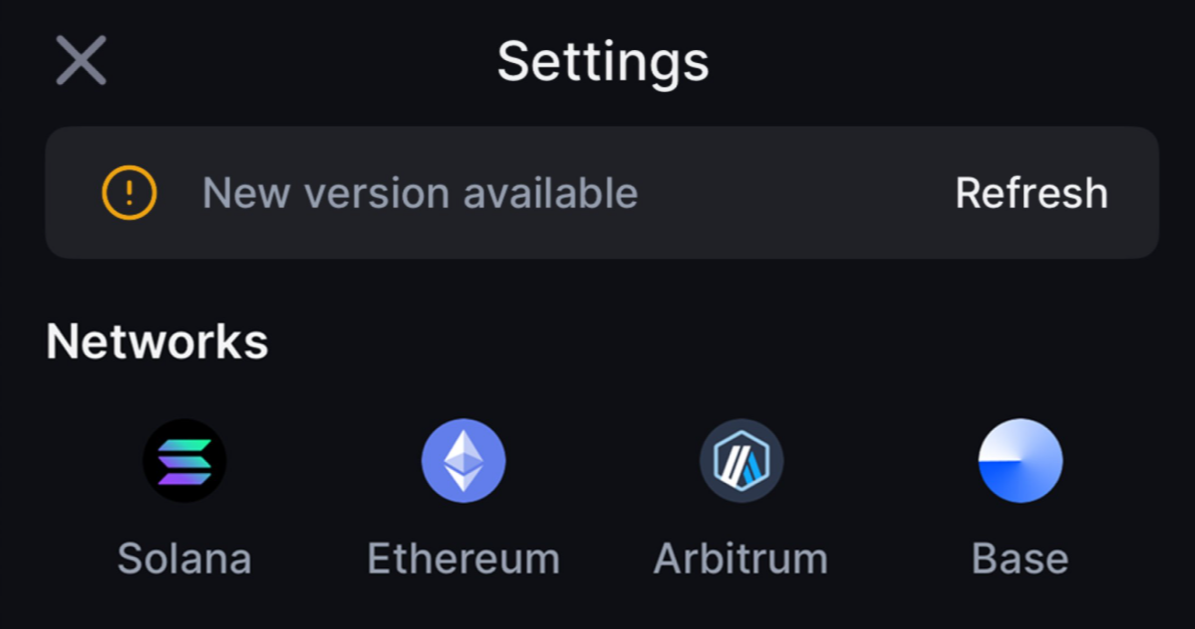 Settings
New version available Refresh
Networks
Solana Ethereum Arbitrum Base